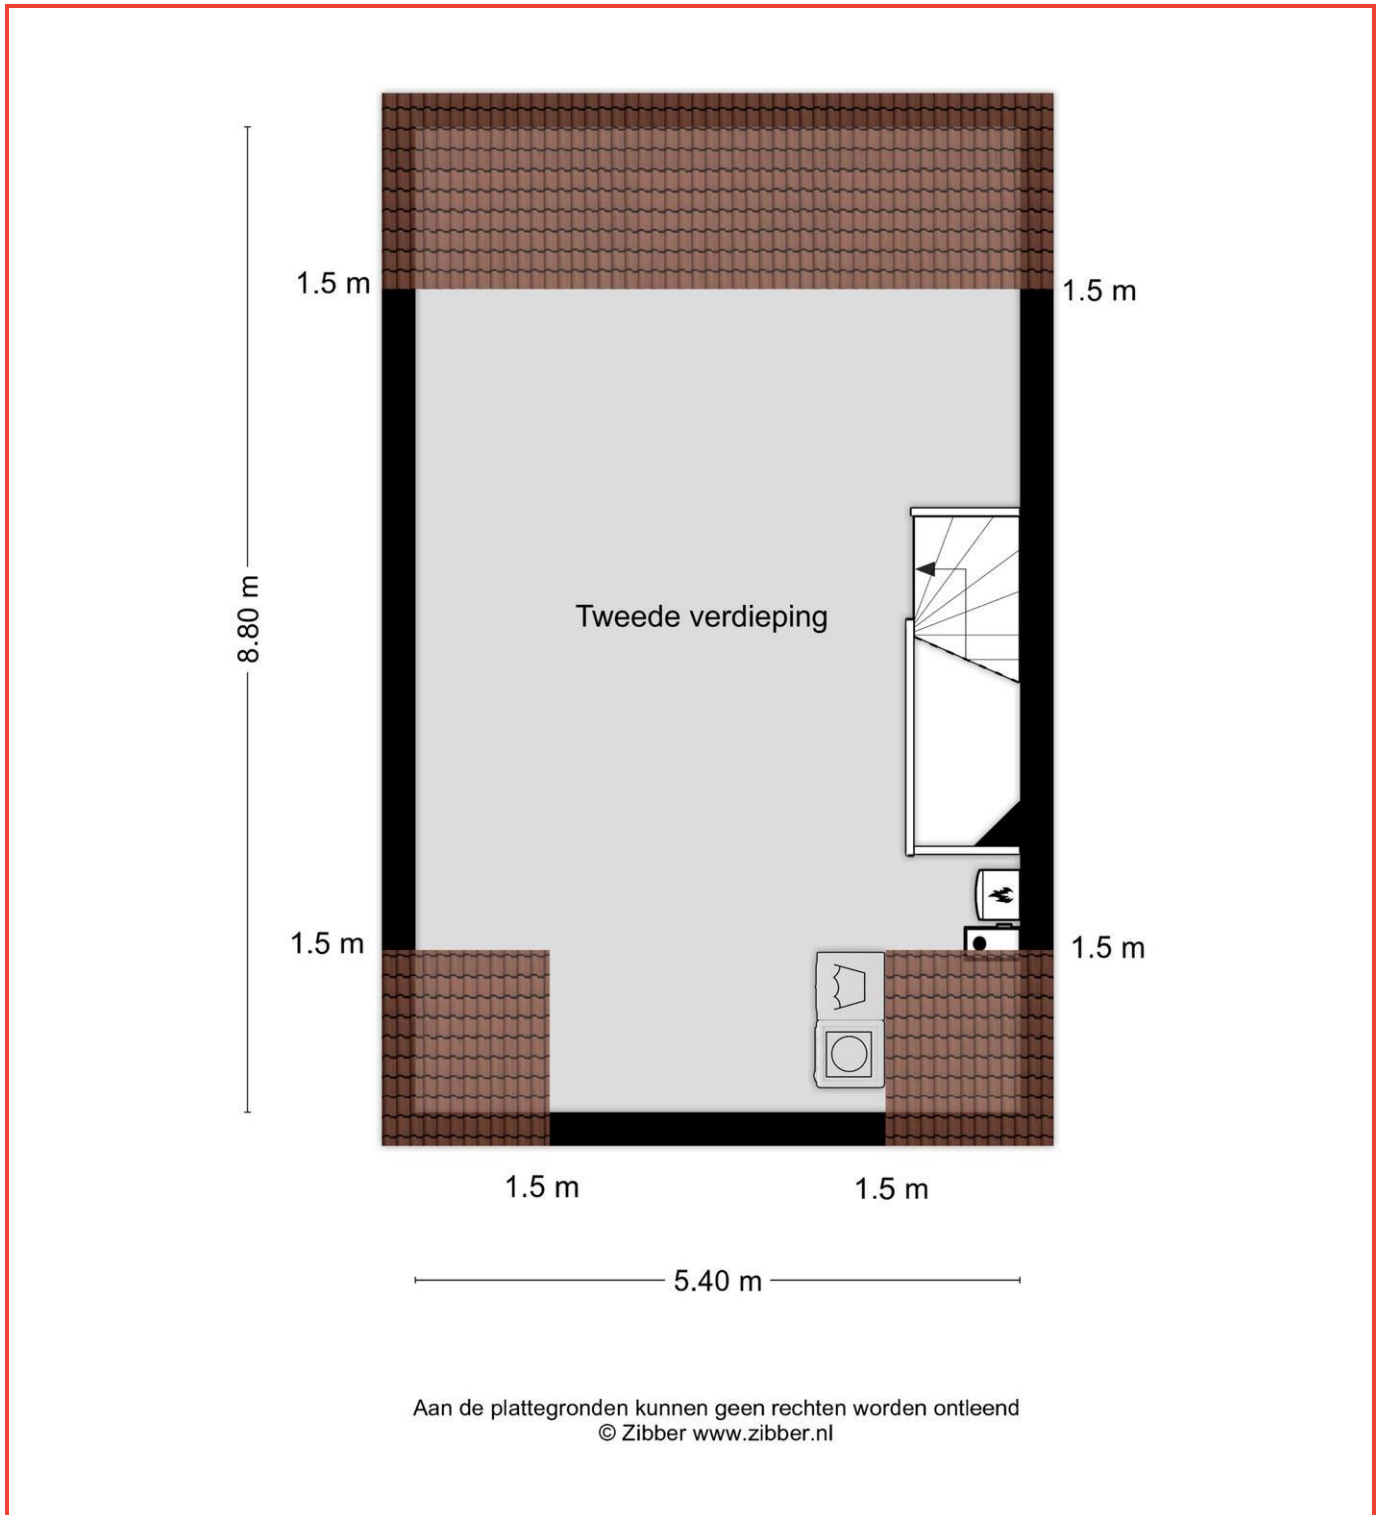 1.5 m
1.5 m
8.80 m
Tweede verdieping
1.5 m
1.5 m
1.5 m
1.5 m
5.40 m
Aan de plattegronden kunnen geen rechten worden ontleend
© Zibber www.zibber.nl